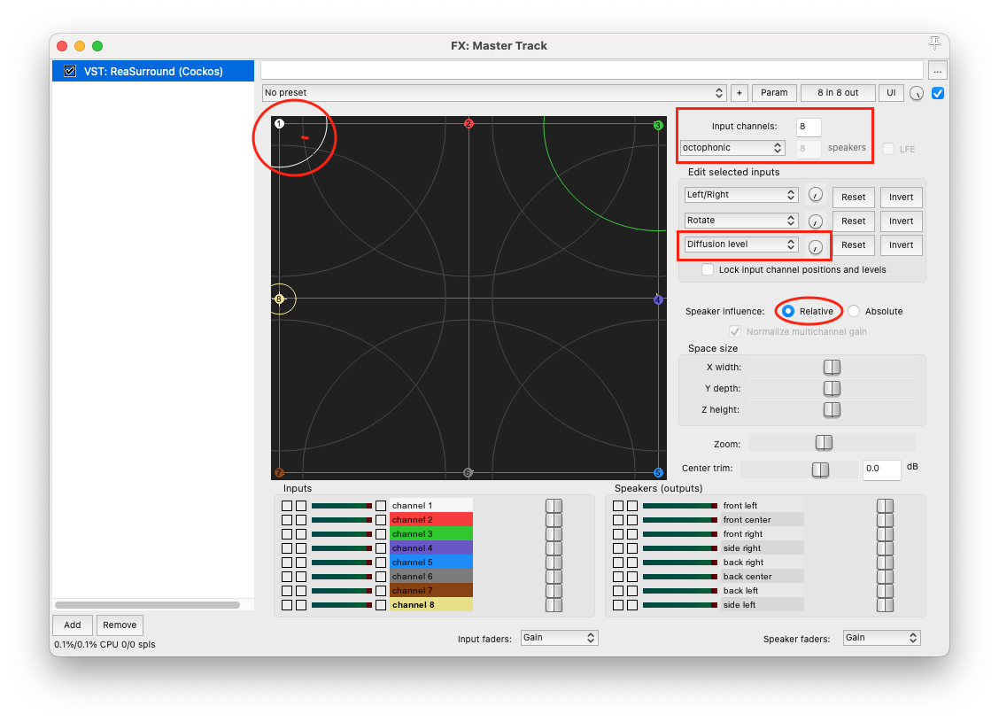 FX: Master Track
VST: ReaSurround (Cockos)
...
No preset
+
Param
8 in 8 out
UI
1
2
3
4
5
6
7
8
Input channels: 8
octophonic 8 speakers LFE
Edit selected inputs
Left/Right Reset Invert
Rotate Reset Invert
Diffusion level Reset Invert
Lock input channel positions and levels
Speaker influence: Relative Absolute
Normalize multichannel gain
Space size
X width:
Y depth:
Z height:
Zoom:
Center trim: 0.0 dB
Inputs
channel 1
channel 2
channel 3
channel 4
channel 5
channel 6
channel 7
channel 8
Input faders: Gain
Speakers (outputs)
front left
front center
front right
side right
back right
back center
back left
side left
Speaker faders: Gain
Add Remove
0.1%/0.1% CPU 0/0 spls